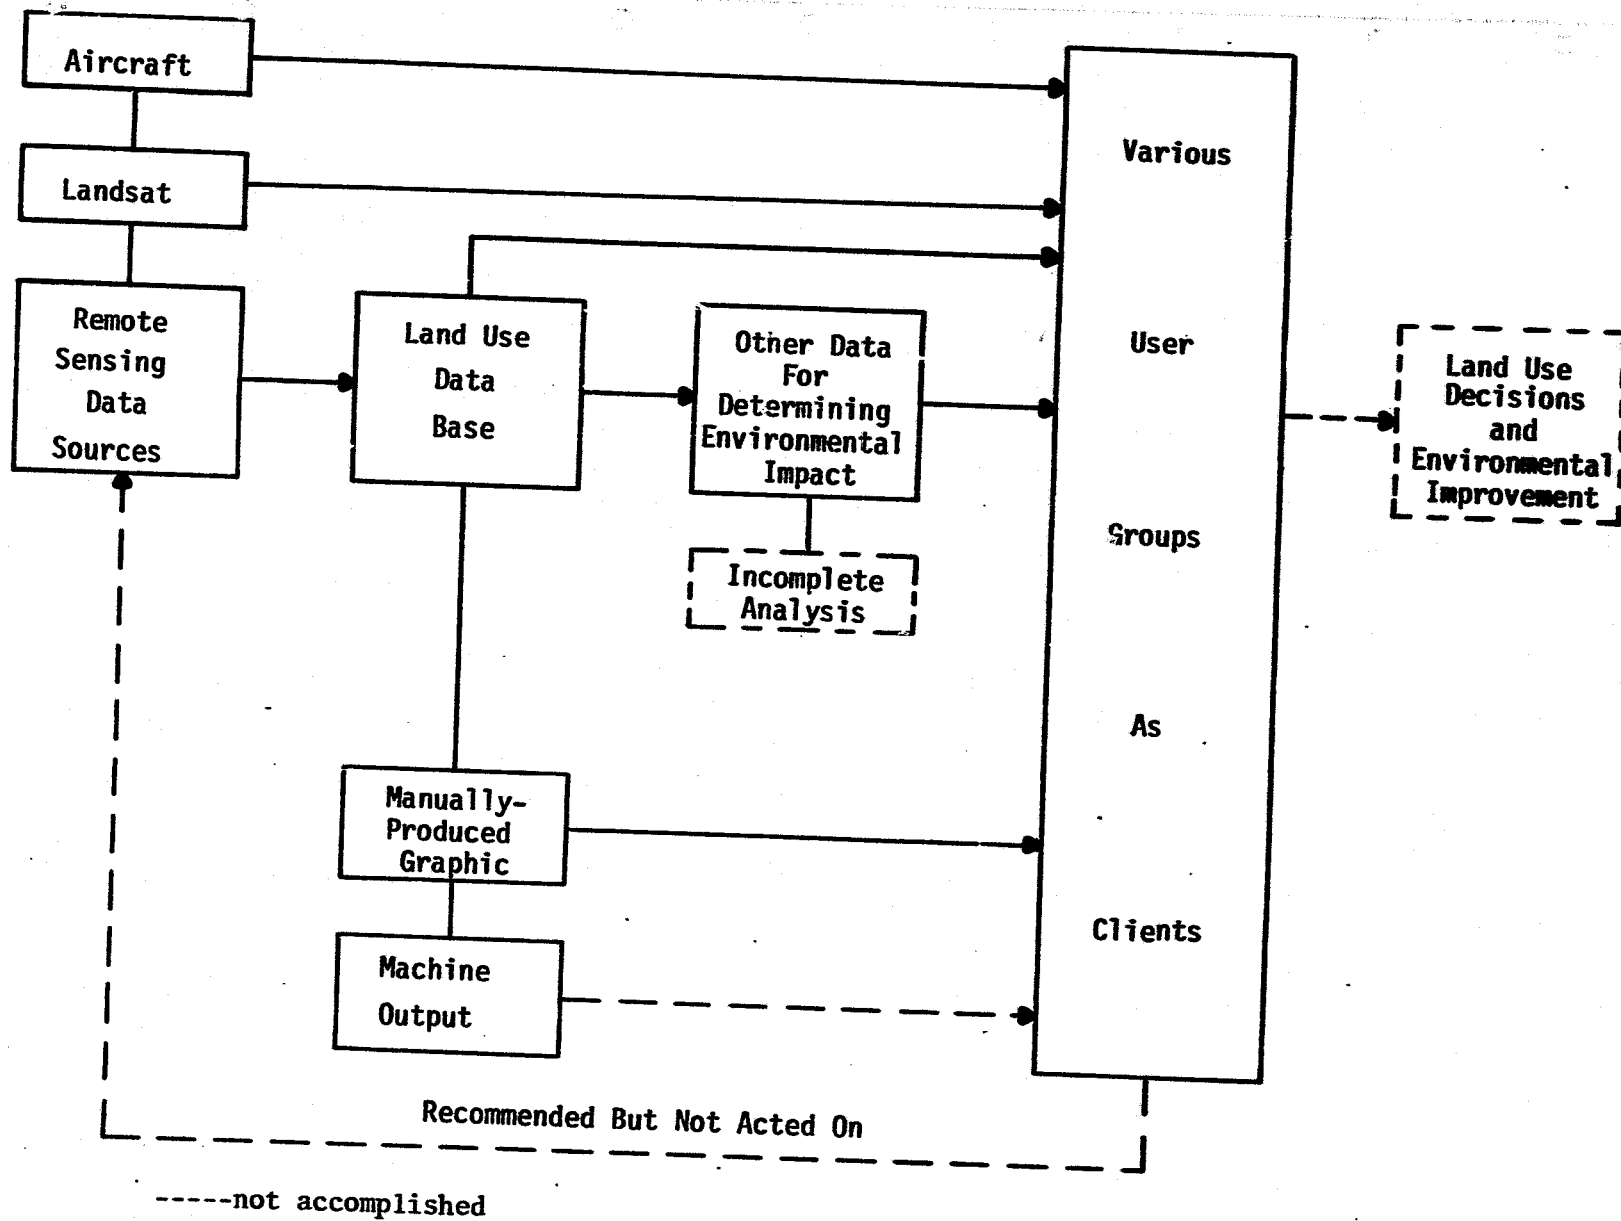 Aircraft
Landsat
Remote
Sensing
Data
Sources
Land Use
Data
Base
Other Data
For
Determining
Environmental
Impact
Incomplete
Analysis
Manually-
Produced
Graphic
Machine
Output
Various
User
Groups
As
Clients
Land Use
Decisions
and
Environmental
Improvement
Recommended But Not Acted On
-----not accomplished